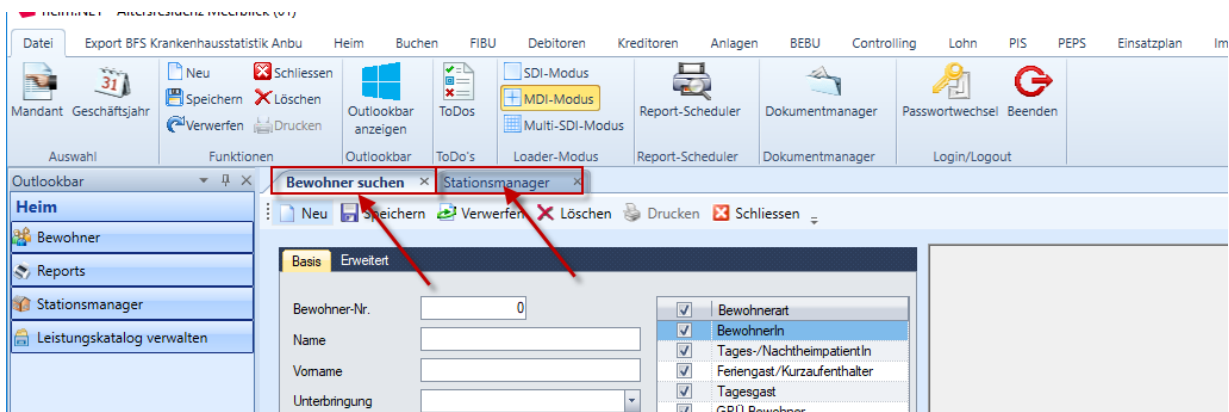 heim.NET - Altersresidenz Meerblick (01)
Datei Export BFS Krankenhausstatistik Anbu Heim Buchen FIBU Debitoren Kreditoren Anlagen BEBU Controlling Lohn PIS PEPS Einsatzplan Im
Neu Schliessen SDI-Modus
Mandant Geschäftsjahr Speichern Löschen Outlookbar anzeigen ToDos MDI-Modus Report-Scheduler Dokumentmanager Passwortwechsel Beenden
Verwerfen Drucken Multi-SDI-Modus
Auswahl Funktionen Outlookbar ToDo's Loader-Modus Report-Scheduler Dokumentmanager Login/Logout
Outlookbar Bewohner suchen Stationsmanager
Heim Neu Speichern Verwerfen Löschen Drucken Schliessen
Bewohner
Basis Erweitert
Reports
Stationsmanager Bewohner-Nr. 0 Bewohnerart
BewohnerIn
Leistungskatalog verwalten Name
Tages-/NachtheimpatientIn
Vorname Feriengast/Kurzaufenthalter
Tagesgast
Unterbringung
GRÜ Bewohner